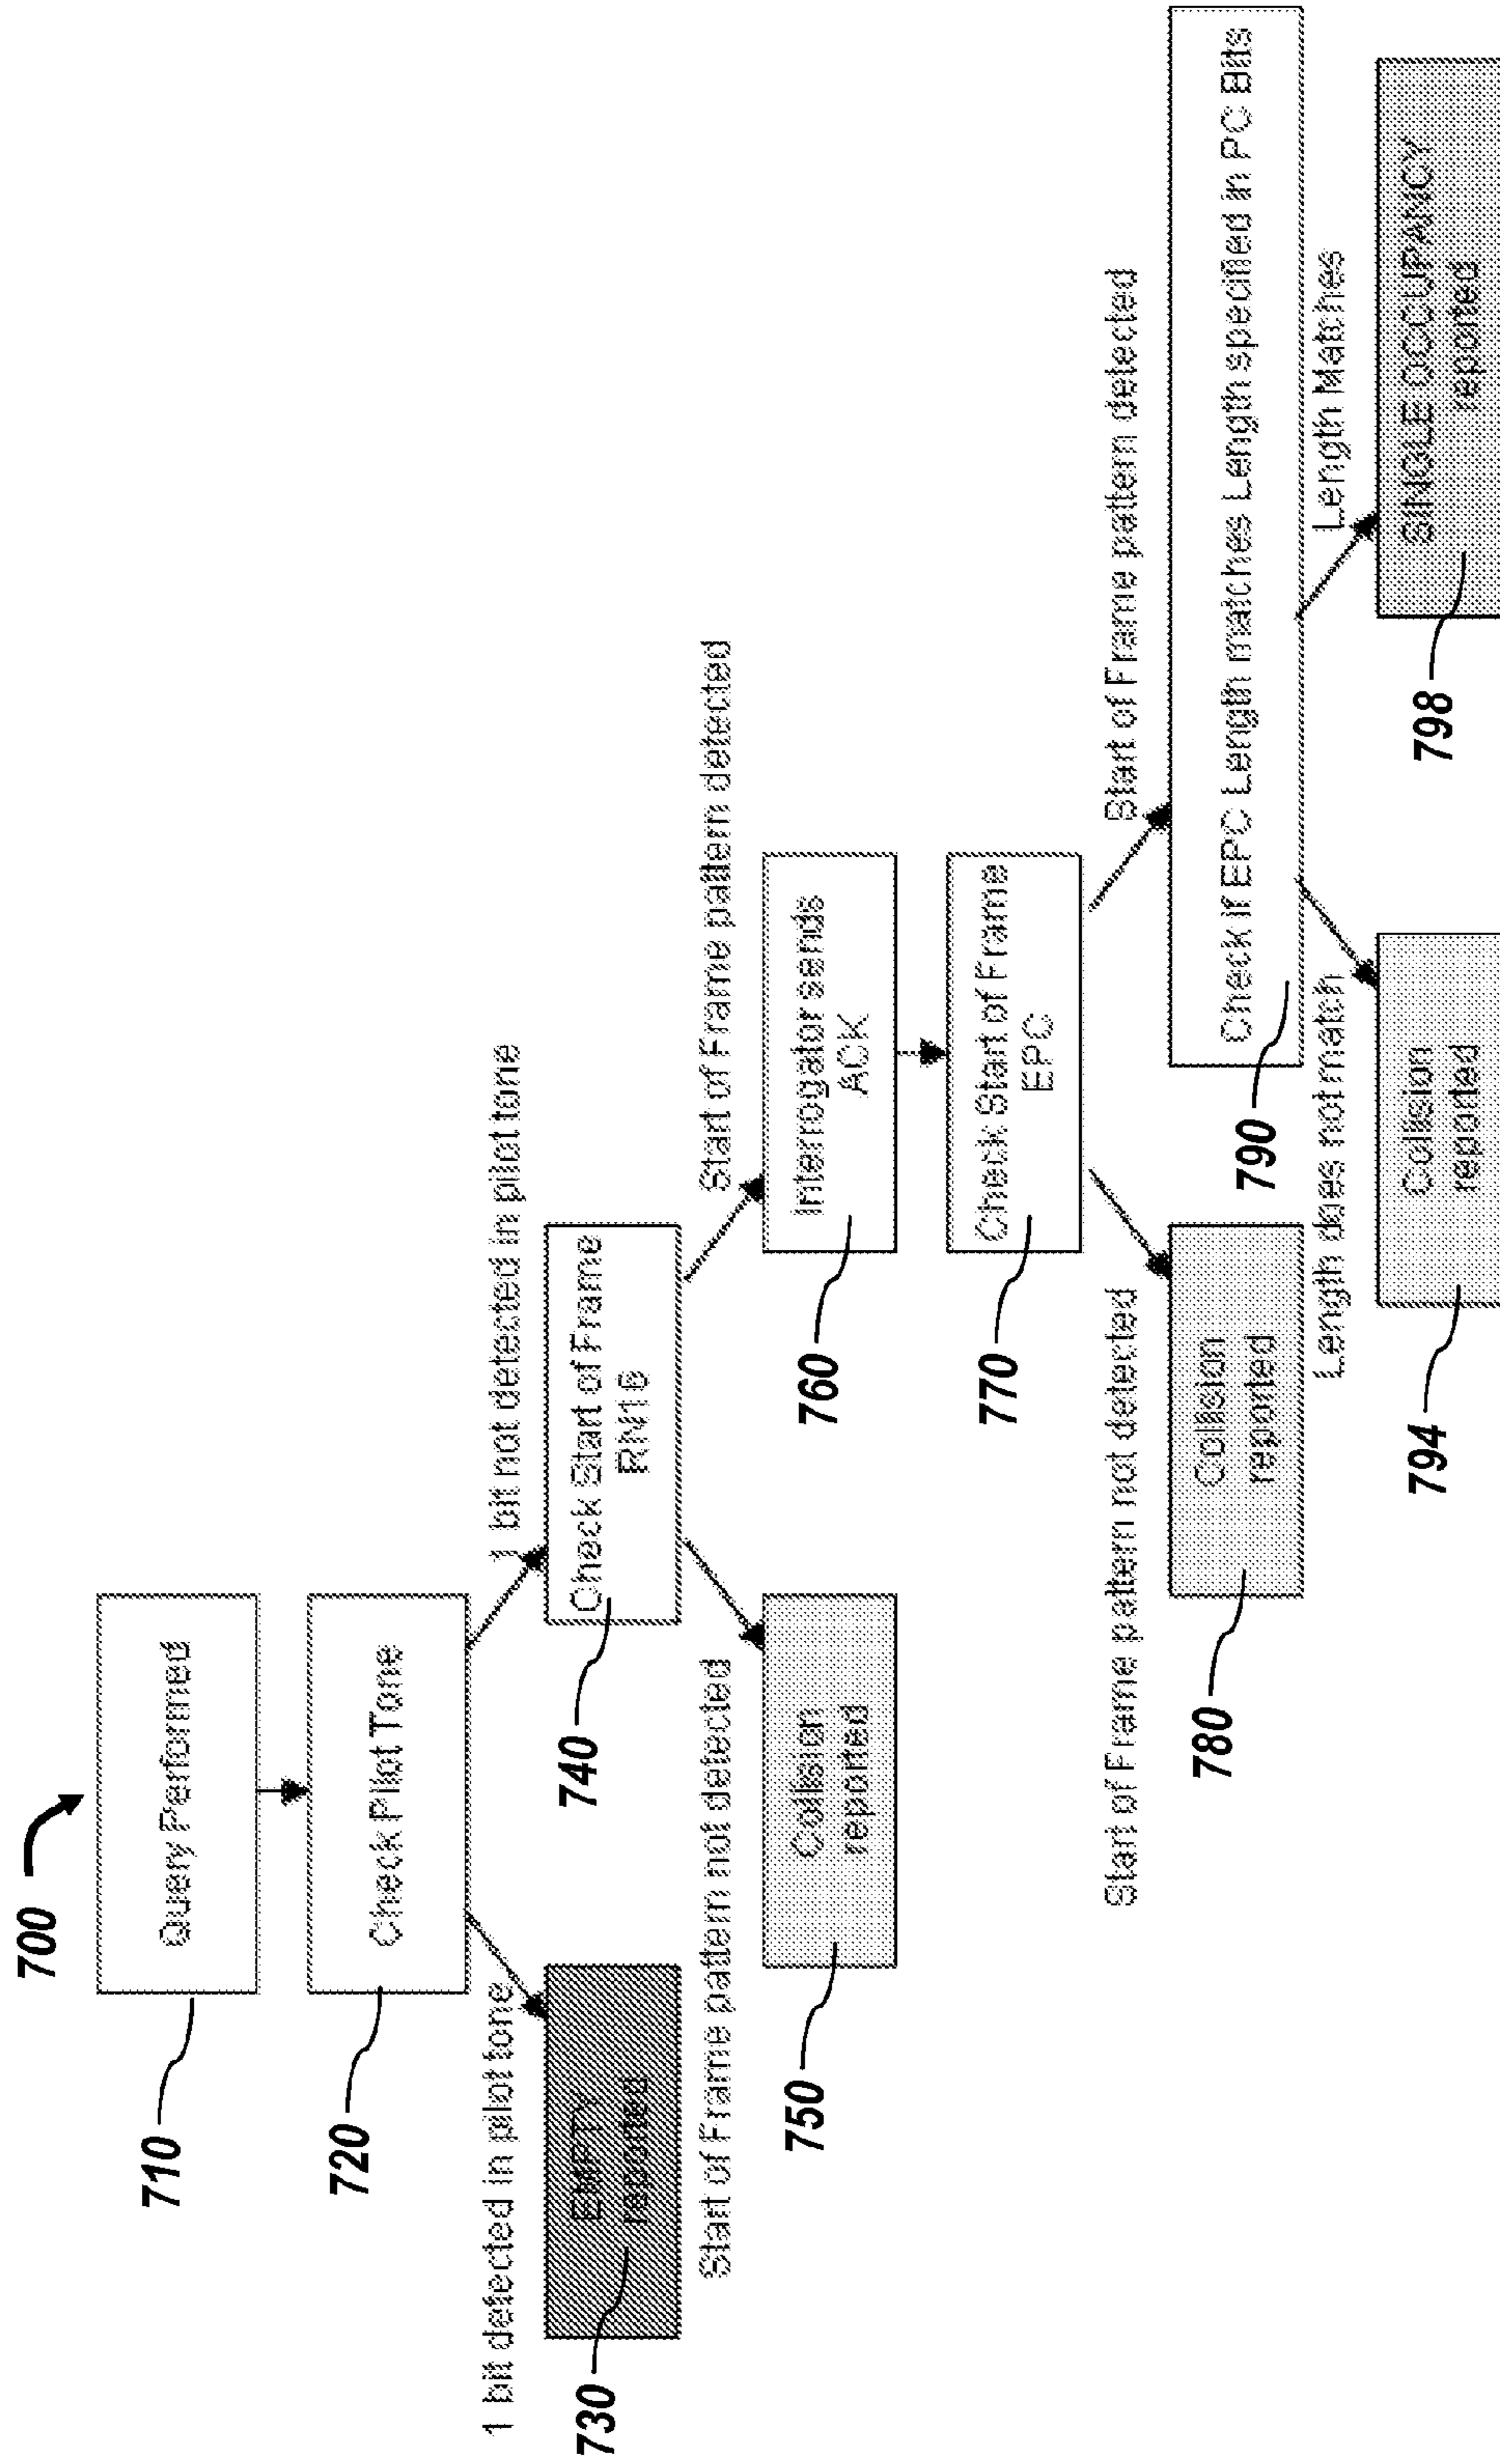 700
Query Performed
710
Check Pilot Tone
720
1 bit detected in pilot tone
1 bit not detected in pilot tone
EMPTY
reported
730
Check Start of Frame
RN16
740
Start of Frame pattern not detected
Start of Frame pattern detected
Collision
reported
750
Interrogator sends
ACK
760
Check Start of Frame
EPC
770
Start of Frame pattern not detected
Start of Frame pattern detected
Collision
reported
780
Check if EPC Length matches Length specified in PC Bits
790
Length does not match
Length Matches
Collision
reported
794
SINGLE OCCUPANCY
reported
798